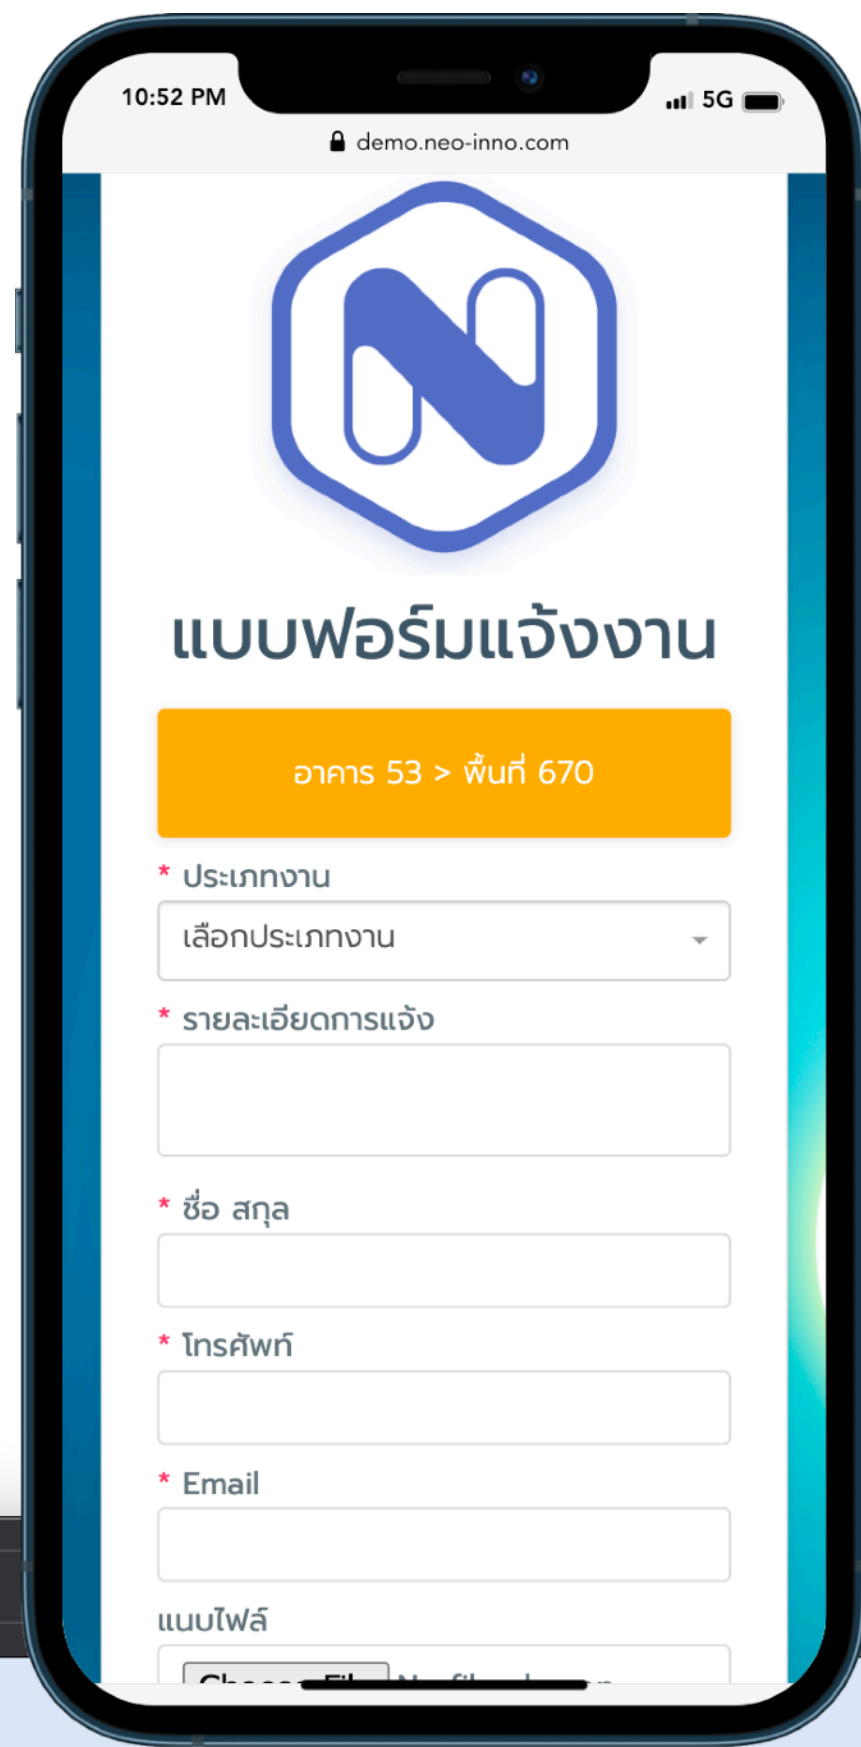 10:52 PM
5G
demo.neo-inno.com
แบบฟอร์มแจ้งงาน
อาคาร 53 > พื้นที่ 670
* ประเภทงาน
เลือกประเภทงาน
* รายละเอียดการแจ้ง
* ชื่อ สกุล
* โทรศัพท์
* Email
แนบไฟล์